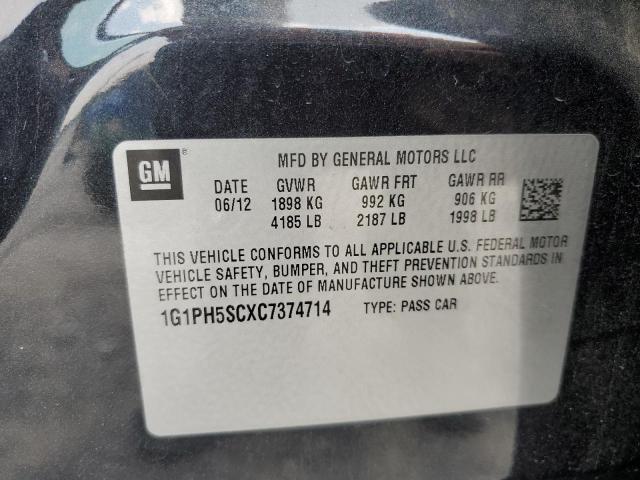 GM
®
MFD BY GENERAL MOTORS LLC
DATE GVWR GAWR FRT GAWR RR
06/12 1898 KG 992 KG 906 KG
4185 LB 2187 LB 1998 LB
THIS VEHICLE CONFORMS TO ALL APPLICABLE U.S. FEDERAL MOTOR
VEHICLE SAFETY, BUMPER, AND THEFT PREVENTION STANDARDS IN
EFFECT ON THE DATE OF MANUFACTURE SHOWN ABOVE.
1G1PH5SCXC7374714 TYPE: PASS CAR